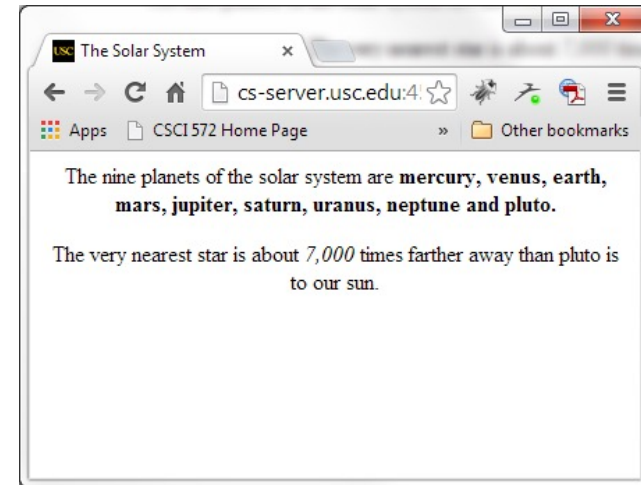 USC The Solar System
cs-server.usc.edu:4
Apps CSCI 572 Home Page » Other bookmarks
The nine planets of the solar system are mercury, venus, earth,
mars, jupiter, saturn, uranus, neptune and pluto.
The very nearest star is about 7,000 times farther away than pluto is
to our sun.